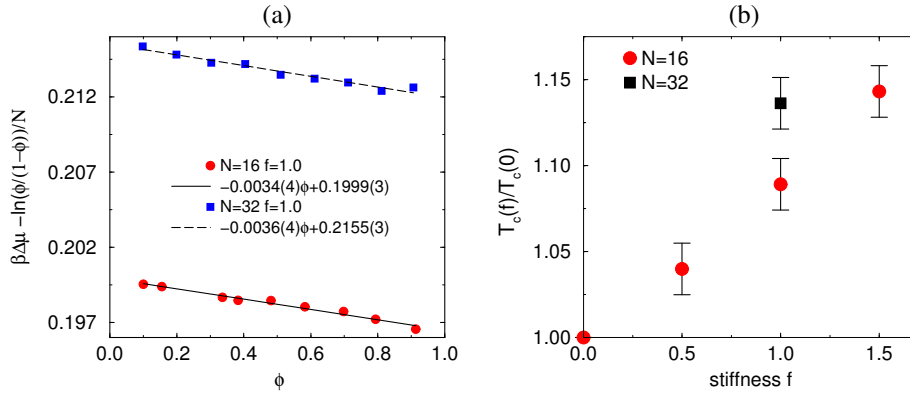 (a)
βΔμ −ln(ϕ/(1−ϕ))/N
0.212
0.207
0.202
0.197
N=16 f=1.0
−0.0034(4)ϕ+0.1999(3)
N=32 f=1.0
−0.0036(4)ϕ+0.2155(3)
0.0 0.2 0.4 0.6 0.8 1.0
ϕ
(b)
T_c(f)/T_c(0)
1.15
1.10
1.05
1.00
N=16
N=32
0.0 0.5 1.0 1.5
stiffness f